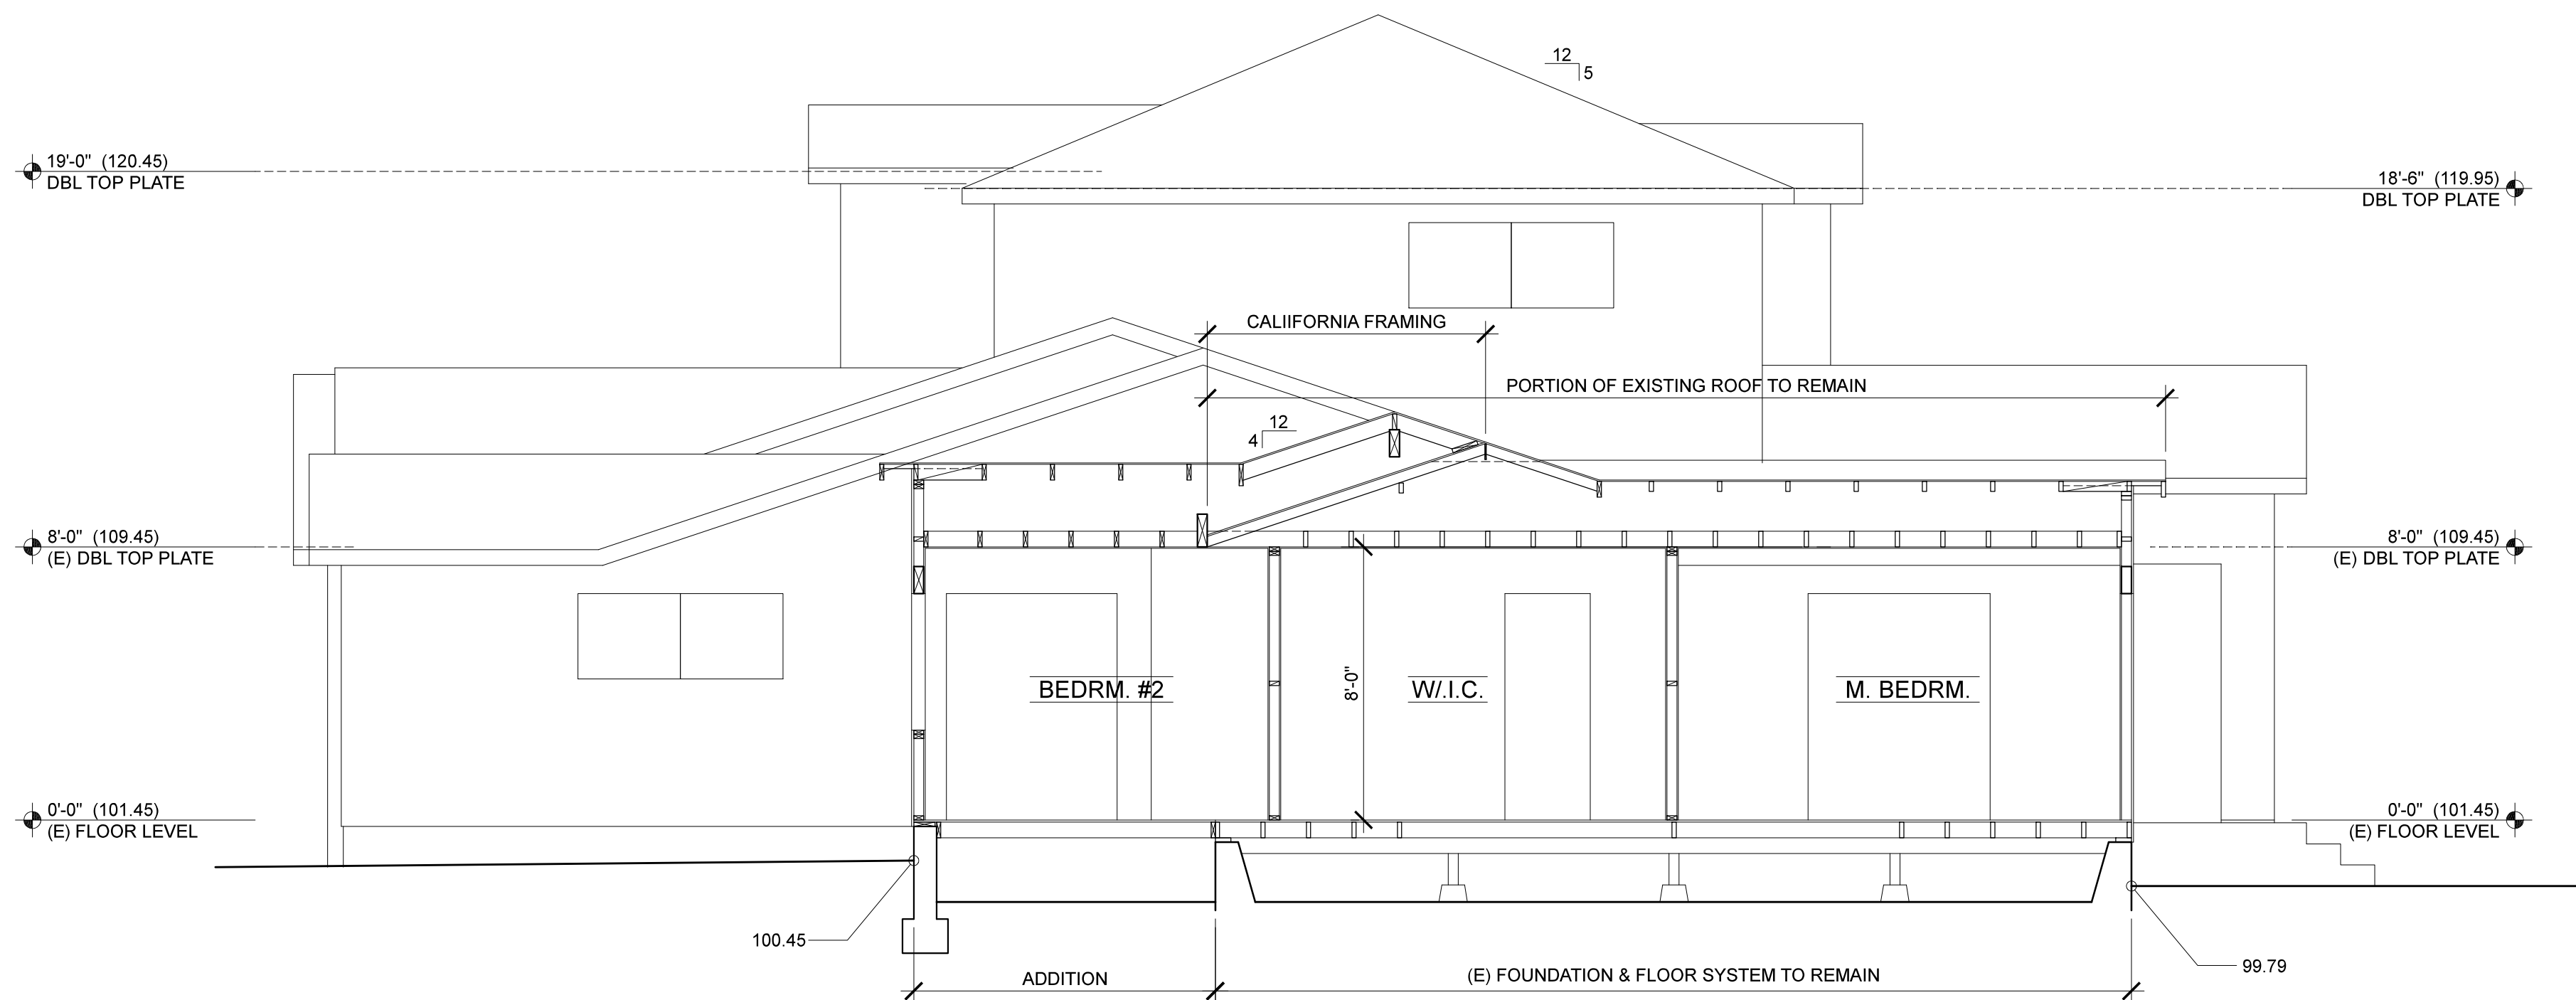 12
5
19'-0" (120.45)
DBL TOP PLATE
18'-6" (119.95)
DBL TOP PLATE
CALIIFORNIA FRAMING
PORTION OF EXISTING ROOF TO REMAIN
12
4
8'-0" (109.45)
(E) DBL TOP PLATE
8'-0" (109.45)
(E) DBL TOP PLATE
BEDRM. #2
8'-0"
W/.I.C.
M. BEDRM.
0'-0" (101.45)
(E) FLOOR LEVEL
0'-0" (101.45)
(E) FLOOR LEVEL
100.45
99.79
ADDITION
(E) FOUNDATION & FLOOR SYSTEM TO REMAIN